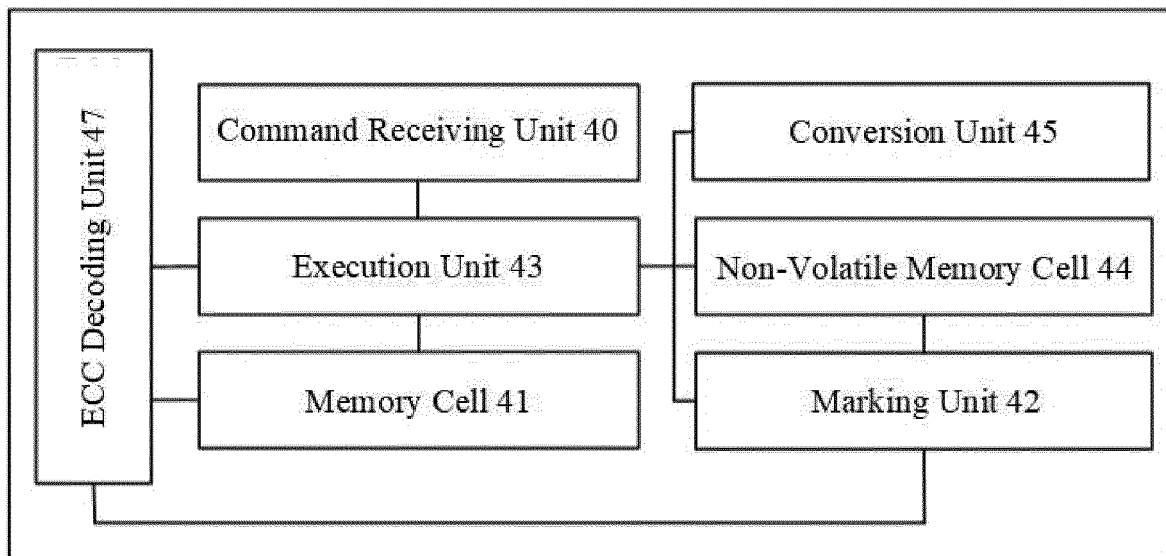 ECC Decoding Unit 47
Command Receiving Unit 40
Conversion Unit 45
Execution Unit 43
Non-Volatile Memory Cell 44
Memory Cell 41
Marking Unit 42